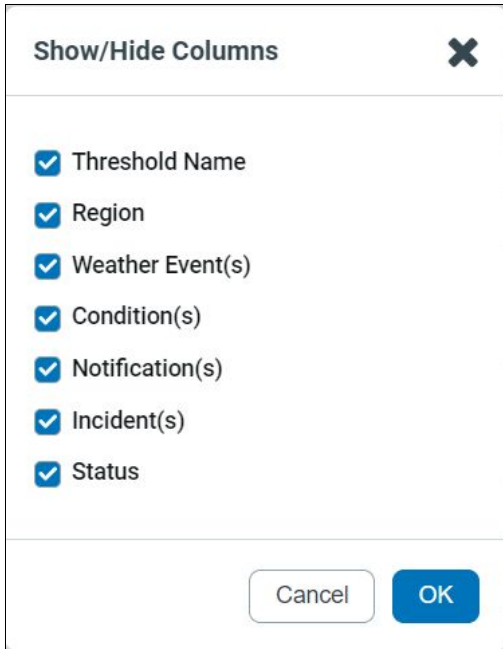 Show/Hide Columns
Threshold Name
Region
Weather Event(s)
Condition(s)
Notification(s)
Incident(s)
Status
Cancel OK